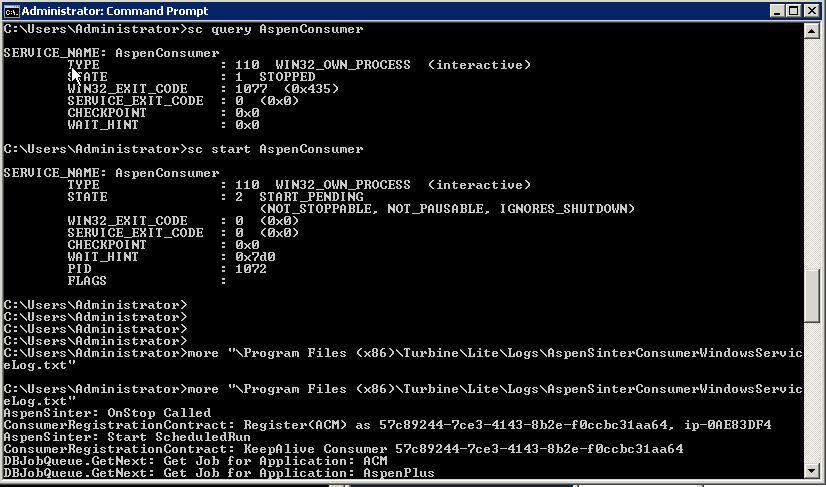 Administrator: Command Prompt
C:\Users\Administrator>sc query AspenConsumer
SERVICE_NAME: AspenConsumer
TYPE : 110 WIN32_OWN_PROCESS (interactive)
STATE : 1 STOPPED
WIN32_EXIT_CODE : 1077 (0x435)
SERVICE_EXIT_CODE : 0 (0x0)
CHECKPOINT : 0x0
WAIT_HINT : 0x0
C:\Users\Administrator>sc start AspenConsumer
SERVICE_NAME: AspenConsumer
TYPE : 110 WIN32_OWN_PROCESS (interactive)
STATE : 2 START_PENDING
(NOT_STOPPABLE, NOT_PAUSABLE, IGNORES_SHUTDOWN)
WIN32_EXIT_CODE : 0 (0x0)
SERVICE_EXIT_CODE : 0 (0x0)
CHECKPOINT : 0x0
WAIT_HINT : 0x7d0
PID : 1072
FLAGS :
C:\Users\Administrator>
C:\Users\Administrator>
C:\Users\Administrator>
C:\Users\Administrator>
C:\Users\Administrator>more "\Program Files (x86)\Turbine\Lite\Logs\AspenSinterConsumerWindowsServic
eLog.txt"
C:\Users\Administrator>more "\Program Files (x86)\Turbine\Lite\Logs\AspenSinterConsumerWindowsServic
eLog.txt"
AspenSinter: OnStop Called
ConsumerRegistrationContract: Register(ACM) as 57c89244-7ce3-4143-8b2e-f0ccbc31aa64, ip-0AE83DF4
AspenSinter: Start ScheduledRun
ConsumerRegistrationContract: KeepAlive Consumer 57c89244-7ce3-4143-8b2e-f0ccbc31aa64
DBJobQueue.GetNext: Get Job for Application: ACM
DBJobQueue.GetNext: Get Job for Application: AspenPlus